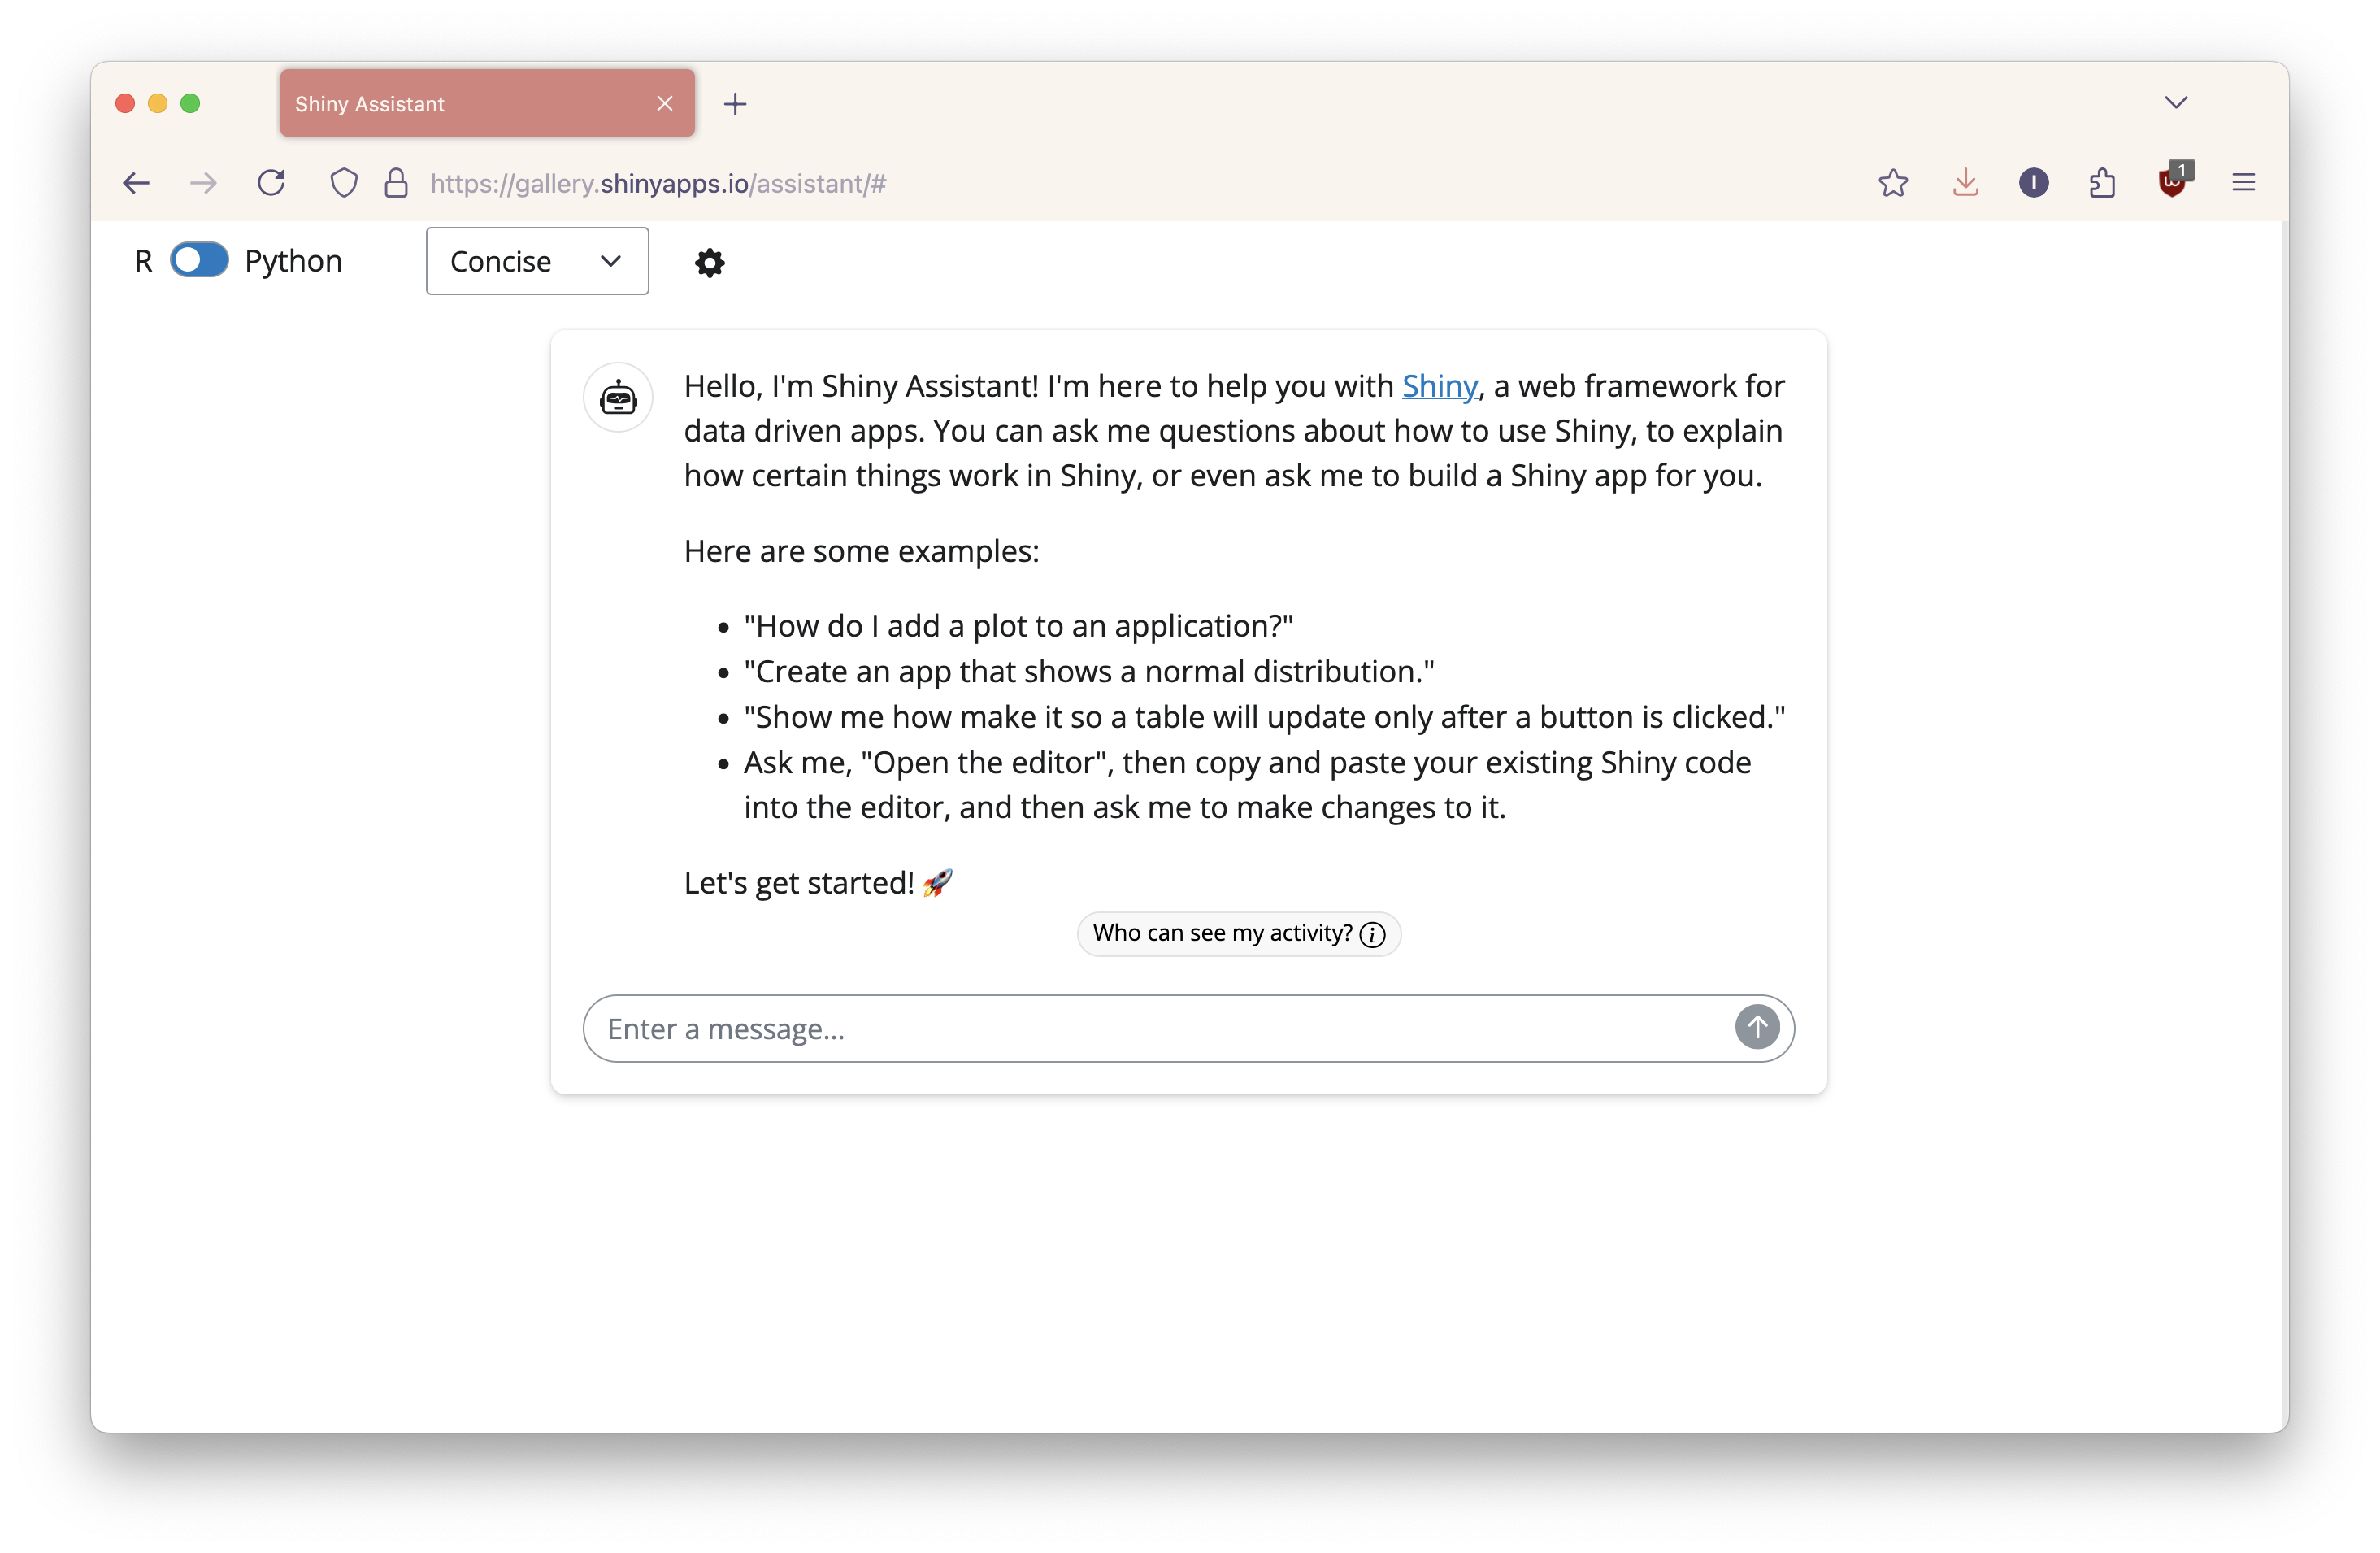 Shiny Assistant
https://gallery.shinyapps.io/assistant/#
1
R Python Concise
Hello, I'm Shiny Assistant! I'm here to help you with Shiny, a web framework for
data driven apps. You can ask me questions about how to use Shiny, to explain
how certain things work in Shiny, or even ask me to build a Shiny app for you.
Here are some examples:
• "How do I add a plot to an application?"
• "Create an app that shows a normal distribution."
• "Show me how make it so a table will update only after a button is clicked."
• Ask me, "Open the editor", then copy and paste your existing Shiny code
into the editor, and then ask me to make changes to it.
Let's get started! 🚀
Who can see my activity?
Enter a message...